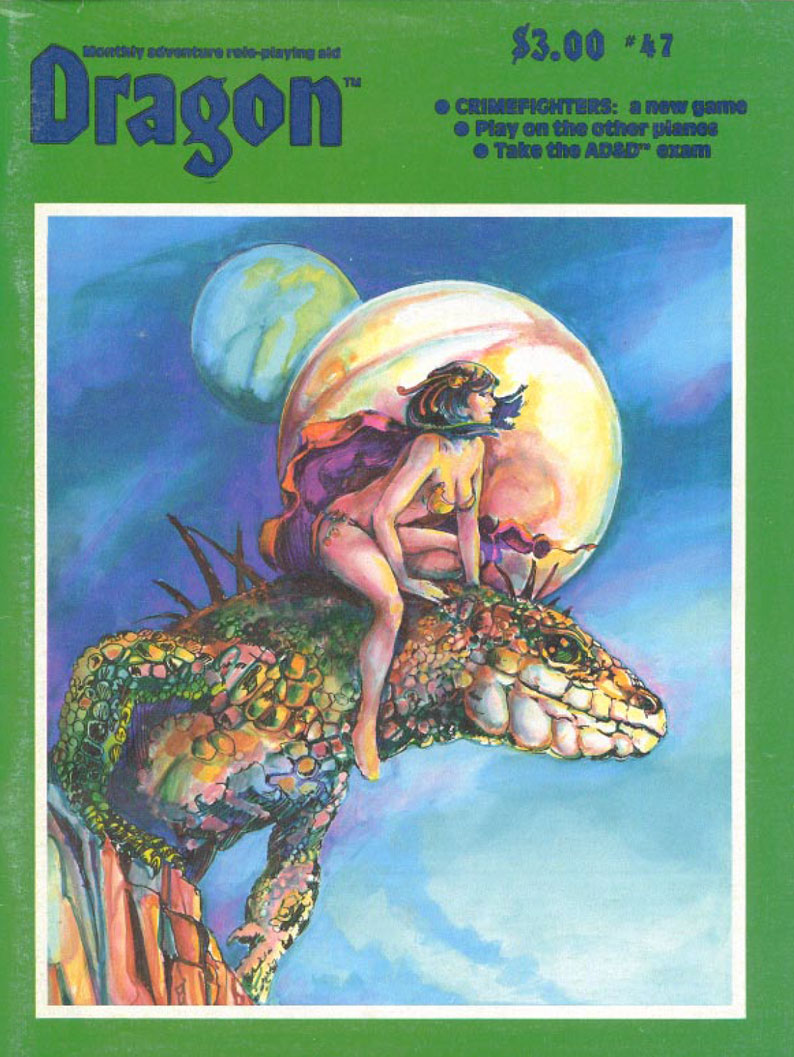 Monthly adventure role-playing aid
Dragon™
$3.00 #47
● CRIMEFIGHTERS: a new game
● Play on the other planes
● Take the AD&D™ exam